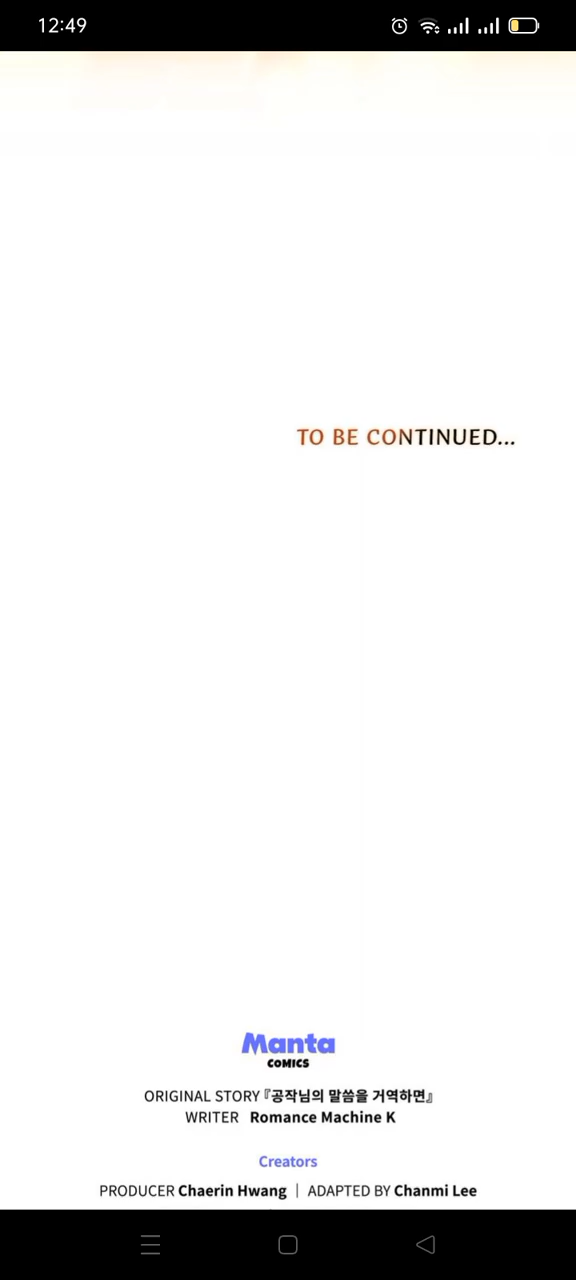 12:49
TO BE CONTINUED...
Manta
COMICS
ORIGINAL STORY 『공작님의 말씀을 거역하면』
WRITER Romance Machine K
Creators
PRODUCER Chaerin Hwang | ADAPTED BY Chanmi Lee